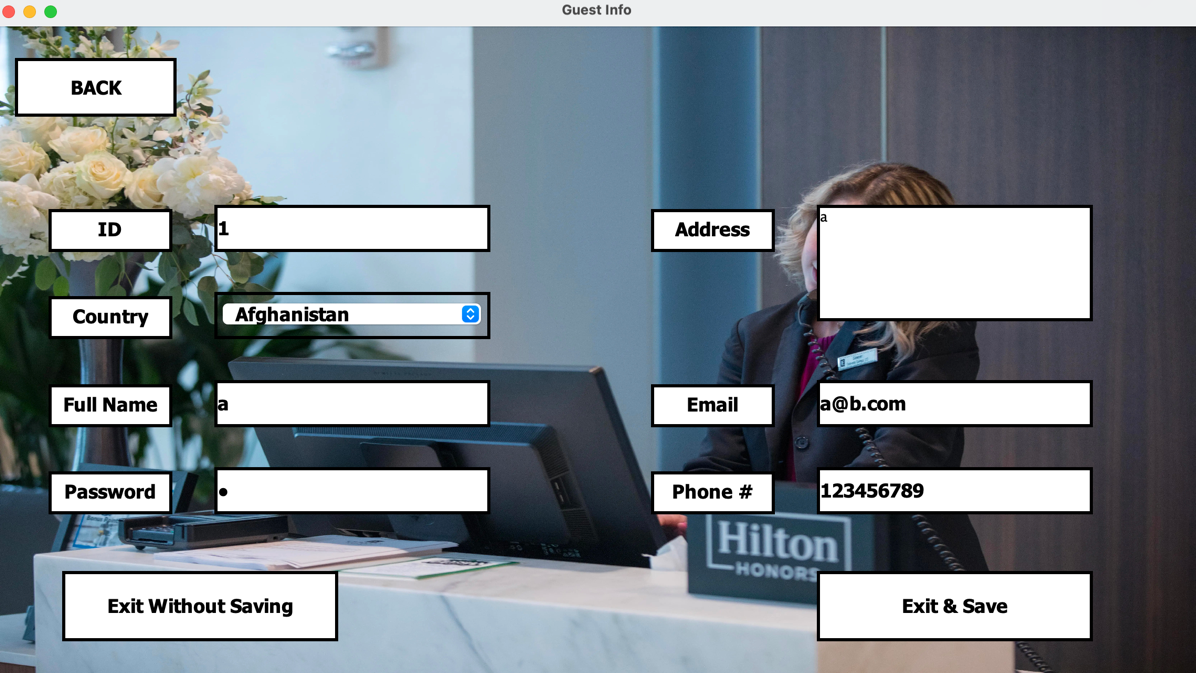 Guest Info
BACK
ID
1
Address
a
Country
Afghanistan
Full Name
a
Email
a@b.com
Password
●
Phone #
123456789
Hilton
HONORS
Exit Without Saving
Exit & Save